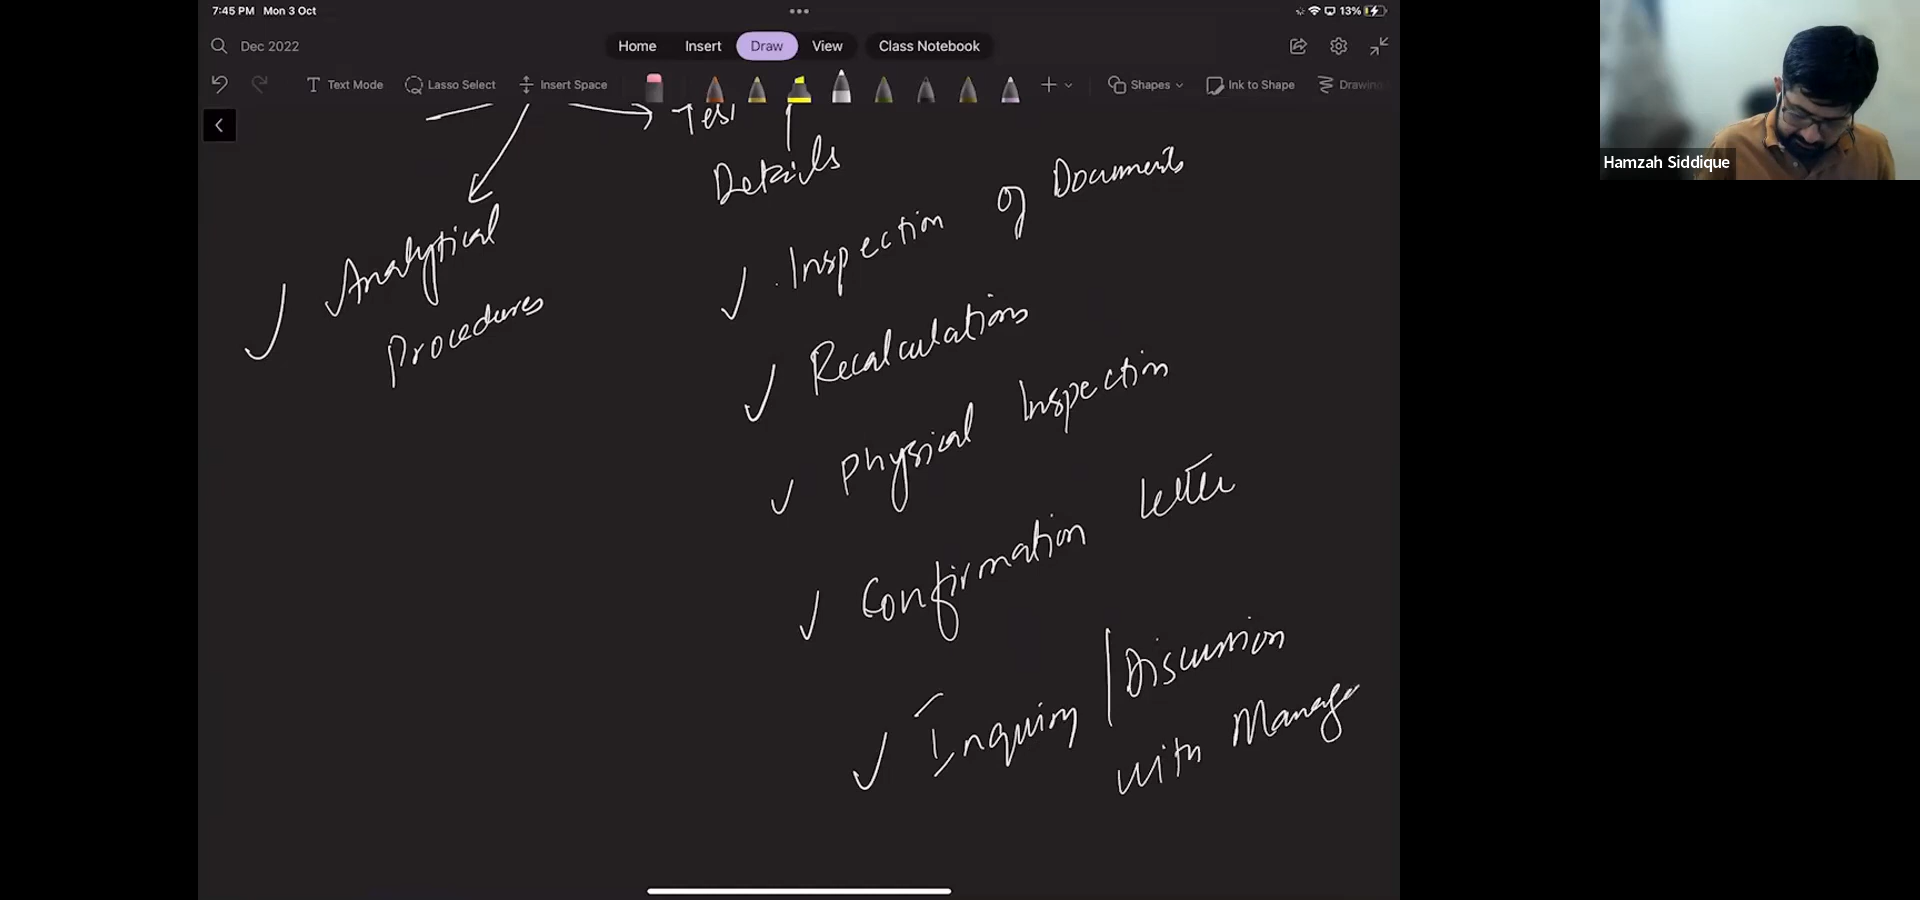 7:45 PM Mon 3 Oct
13%
Dec 2022
Home Insert Draw View Class Notebook
Text Mode Lasso Select Insert Space Shapes Ink to Shape Drawing
Hamzah Siddique
Test
Details
Analytical
Procedures
Inspection of Documents
Recalculations
Physical Inspection
Confirmation letter
Inquiry / Discussion
with Manage